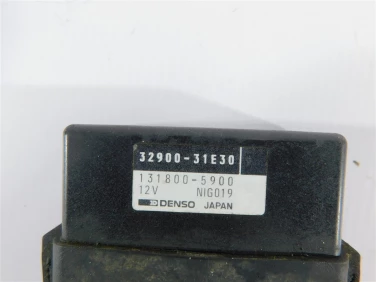 32900-31E30
131800-5900
12V NIG019
DENSO JAPAN